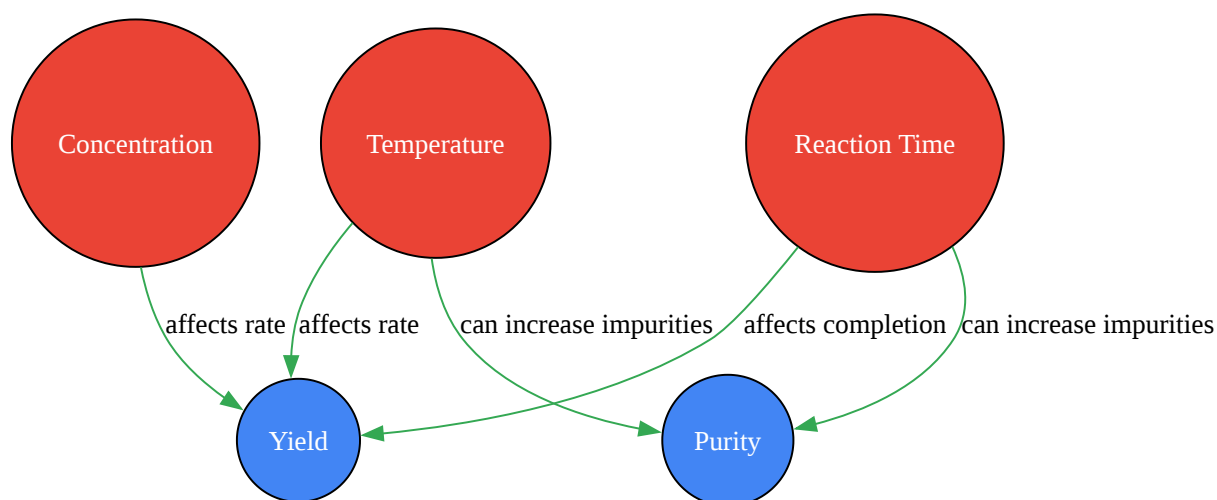 Concentration
Temperature
Reaction Time
affects rate
affects rate
can increase impurities
affects completion
can increase impurities
Yield
Purity